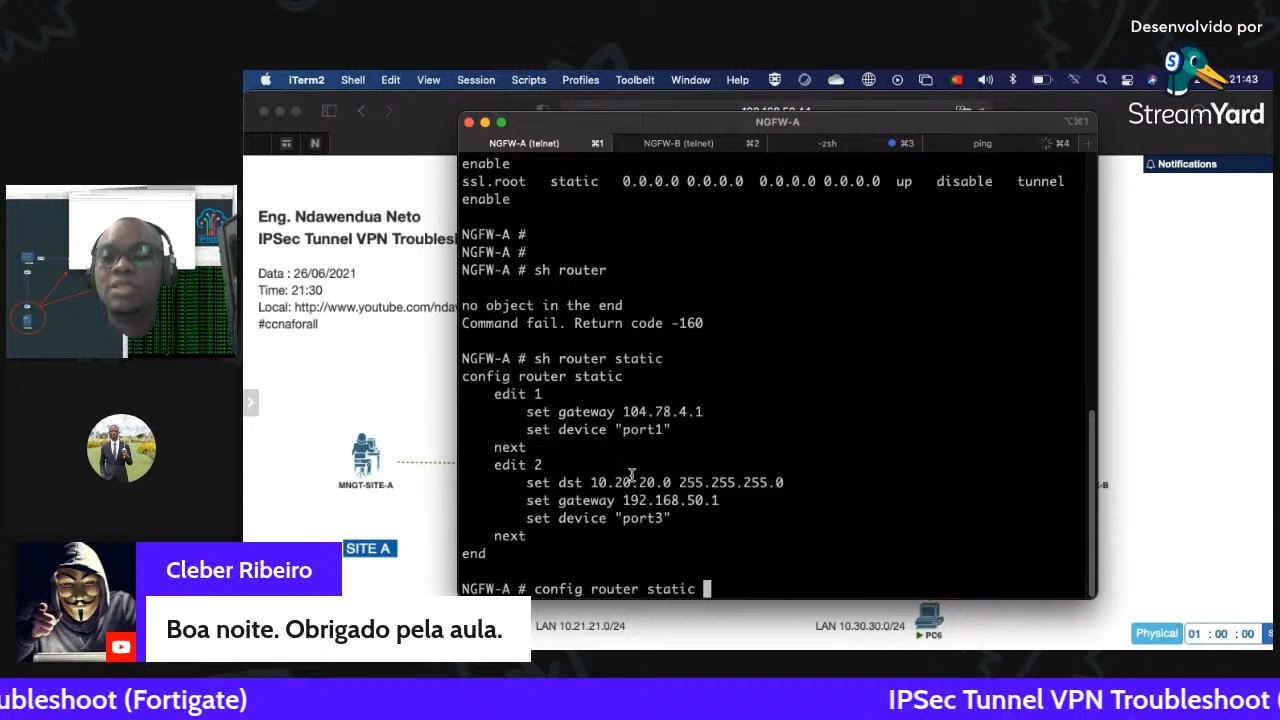 Desenvolvido por
StreamYard
iTerm2 Shell Edit View Session Scripts Profiles Toolbelt Window Help
21:43
NGFW-A
⌥⌘1
NGFW-A (telnet) ⌘1 NGFW-B (telnet) ⌘2 -zsh ⌘3 ping ⌘4
Notifications
enable
ssl.root static 0.0.0.0 0.0.0.0 0.0.0.0 0.0.0.0 up disable tunnel
enable
NGFW-A #
NGFW-A #
NGFW-A # sh router
no object in the end
Command fail. Return code -160
NGFW-A # sh router static
config router static
edit 1
set gateway 104.78.4.1
set device "port1"
next
edit 2
set dst 10.20.20.0 255.255.255.0
set gateway 192.168.50.1
set device "port3"
next
end
NGFW-A # config router static
Eng. Ndawendua Neto
IPSec Tunnel VPN Troublesh
Data : 26/06/2021
Time: 21:30
Local: http://www.youtube.com/nda
#ccnaforall
MNGT-SITE-A
-B
SITE A
LAN 10.21.21.0/24
LAN 10.30.30.0/24
PC6
Physical 01 : 00 : 00
Cleber Ribeiro
Boa noite. Obrigado pela aula.
ubleshoot (Fortigate)
IPSec Tunnel VPN Troubleshoot (